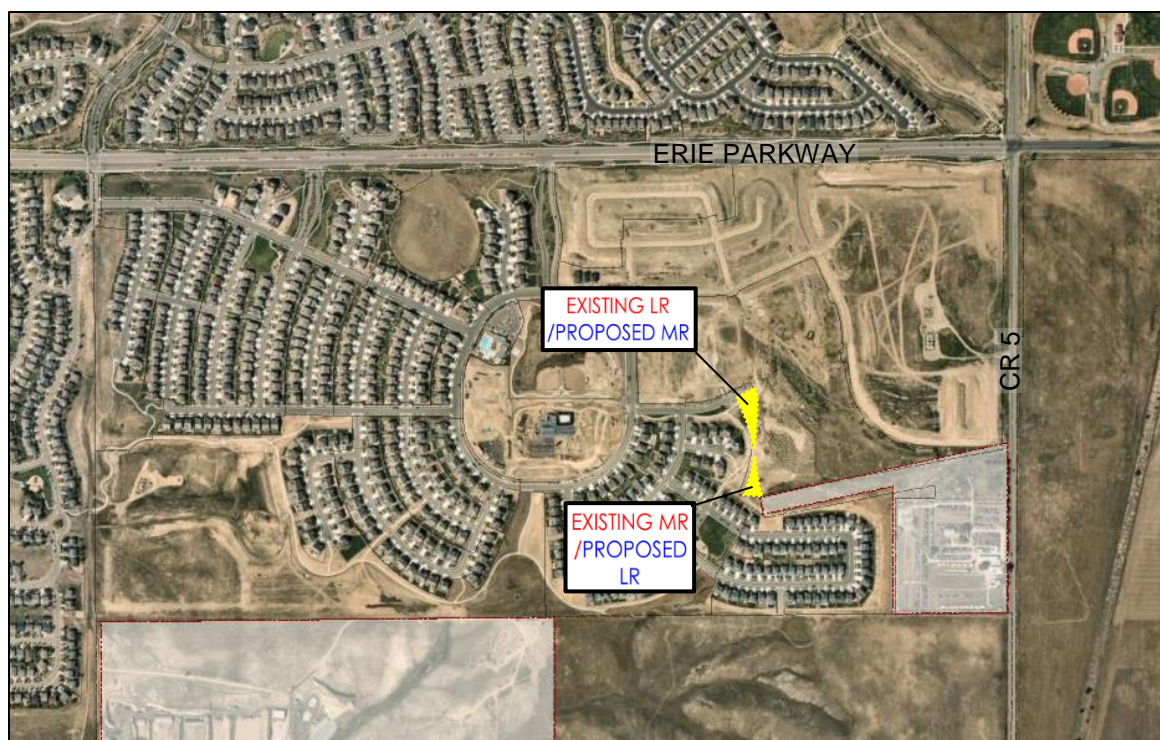 ERIE PARKWAY
EXISTING LR
/PROPOSED MR
CR 5
EXISTING MR
/PROPOSED
LR